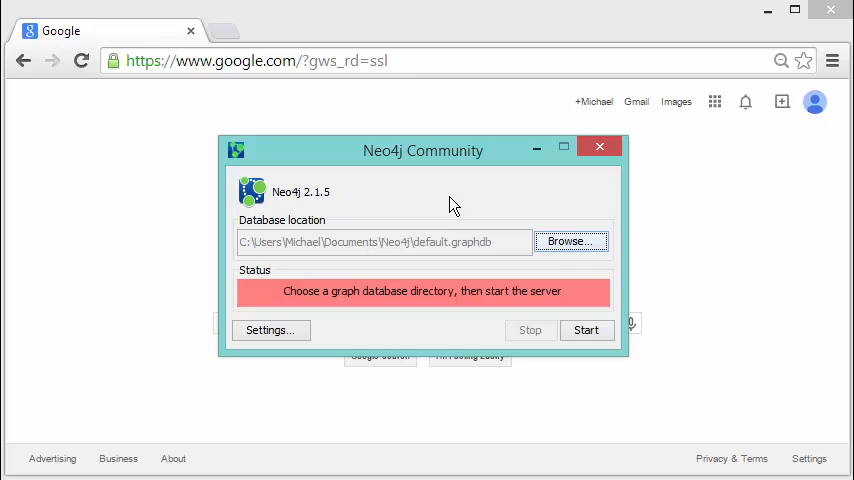 Google
https://www.google.com/?gws_rd=ssl
+Michael Gmail Images
Neo4j Community
Neo4j 2.1.5
Database location
C:\Users\Michael\Documents\Neo4j\default.graphdb Browse...
Status
Choose a graph database directory, then start the server
Settings... Stop Start
Advertising Business About Privacy & Terms Settings